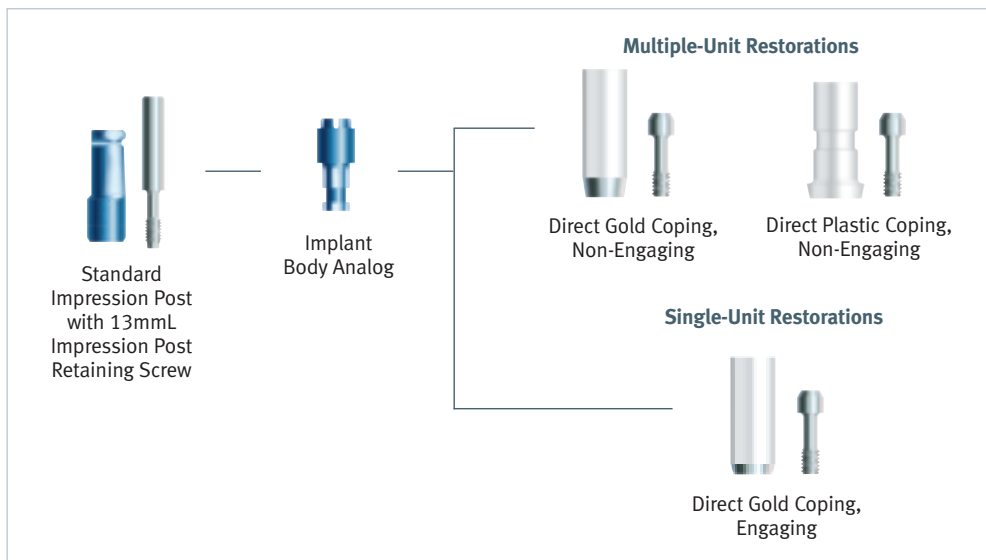 Multiple-Unit Restorations
Standard
Impression Post
with 13mmL
Impression Post
Retaining Screw
Implant
Body Analog
Direct Gold Coping,
Non-Engaging
Direct Plastic Coping,
Non-Engaging
Single-Unit Restorations
Direct Gold Coping,
Engaging